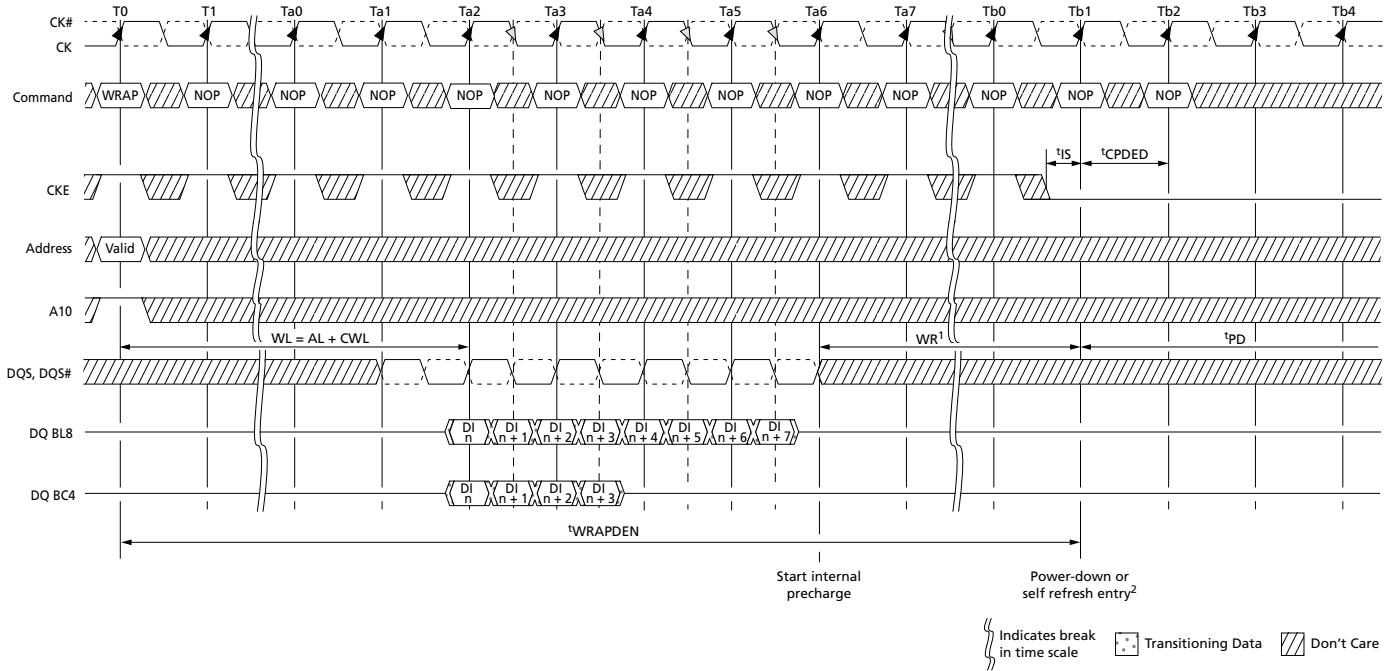 T0 T1 Ta0 Ta1 Ta2 Ta3 Ta4 Ta5 Ta6 Ta7 Tb0 Tb1 Tb2 Tb3 Tb4
CK#
CK
Command WRAP NOP NOP NOP NOP NOP NOP NOP NOP NOP NOP NOP NOP
tIS tCPDED
CKE
Address Valid
A10
WL = AL + CWL WR1 tPD
DQS, DQS#
DQ BL8 DI n DI n + 1 DI n + 2 DI n + 3 DI n + 4 DI n + 5 DI n + 6 DI n + 7
DQ BC4 DI n DI n + 1 DI n + 2 DI n + 3
tWRAPDEN
Start internal
precharge
Power-down or
self refresh entry2
Indicates break
in time scale
Transitioning Data
Don't Care